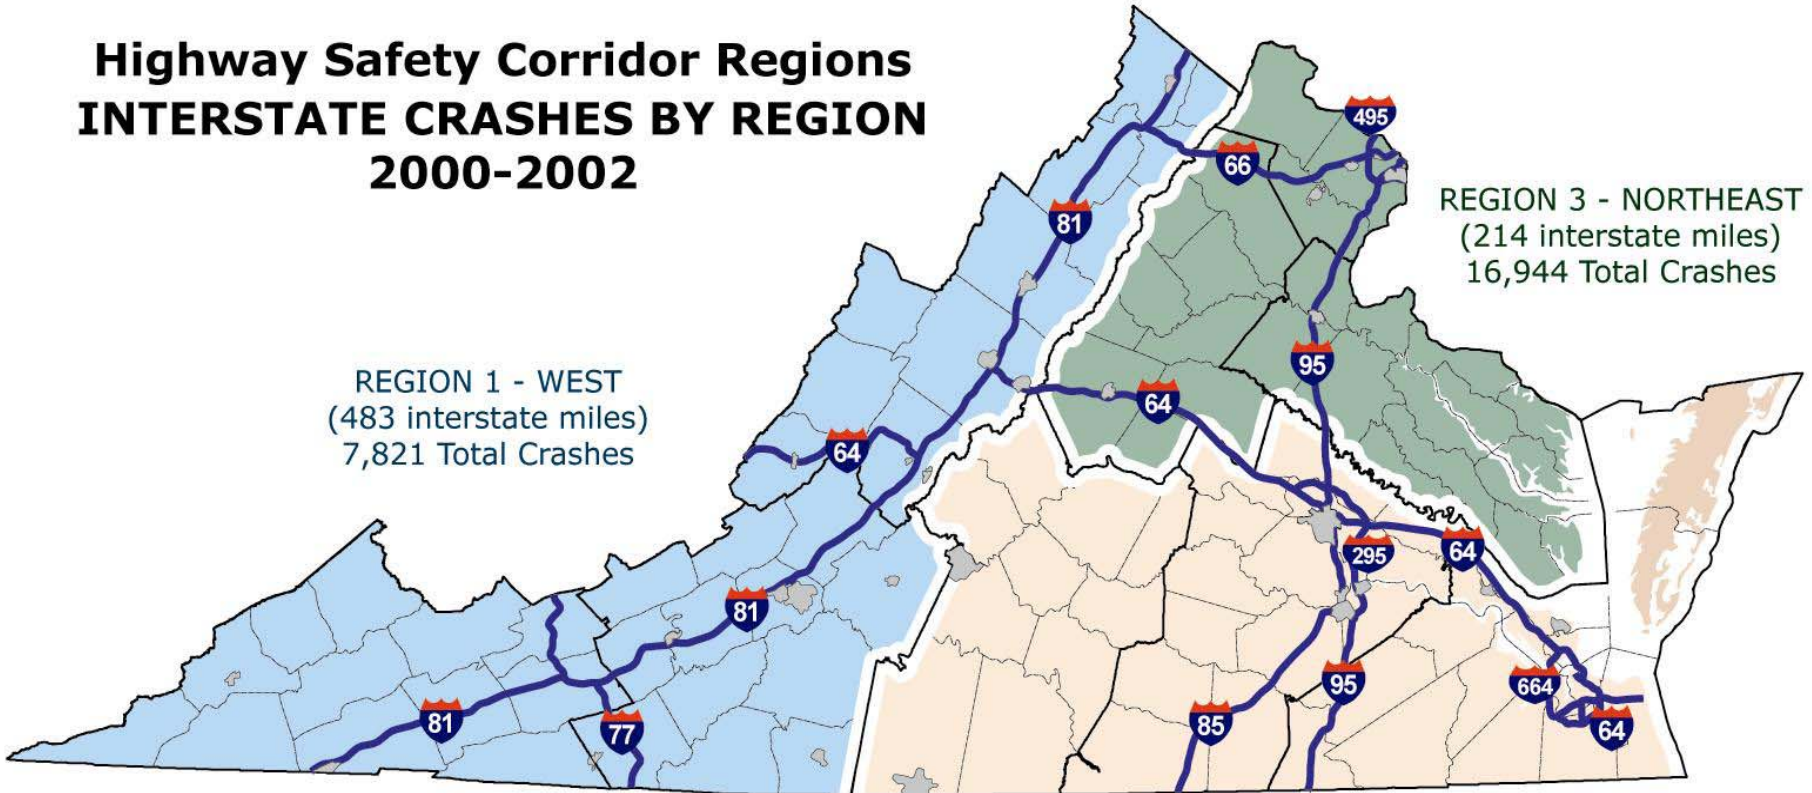 Highway Safety Corridor Regions
INTERSTATE CRASHES BY REGION
2000-2002
495
66
REGION 3 - NORTHEAST
(214 interstate miles)
16,944 Total Crashes
81
95
REGION 1 - WEST
(483 interstate miles)
7,821 Total Crashes
64
64
295
64
81
664
95
81
77
85
64